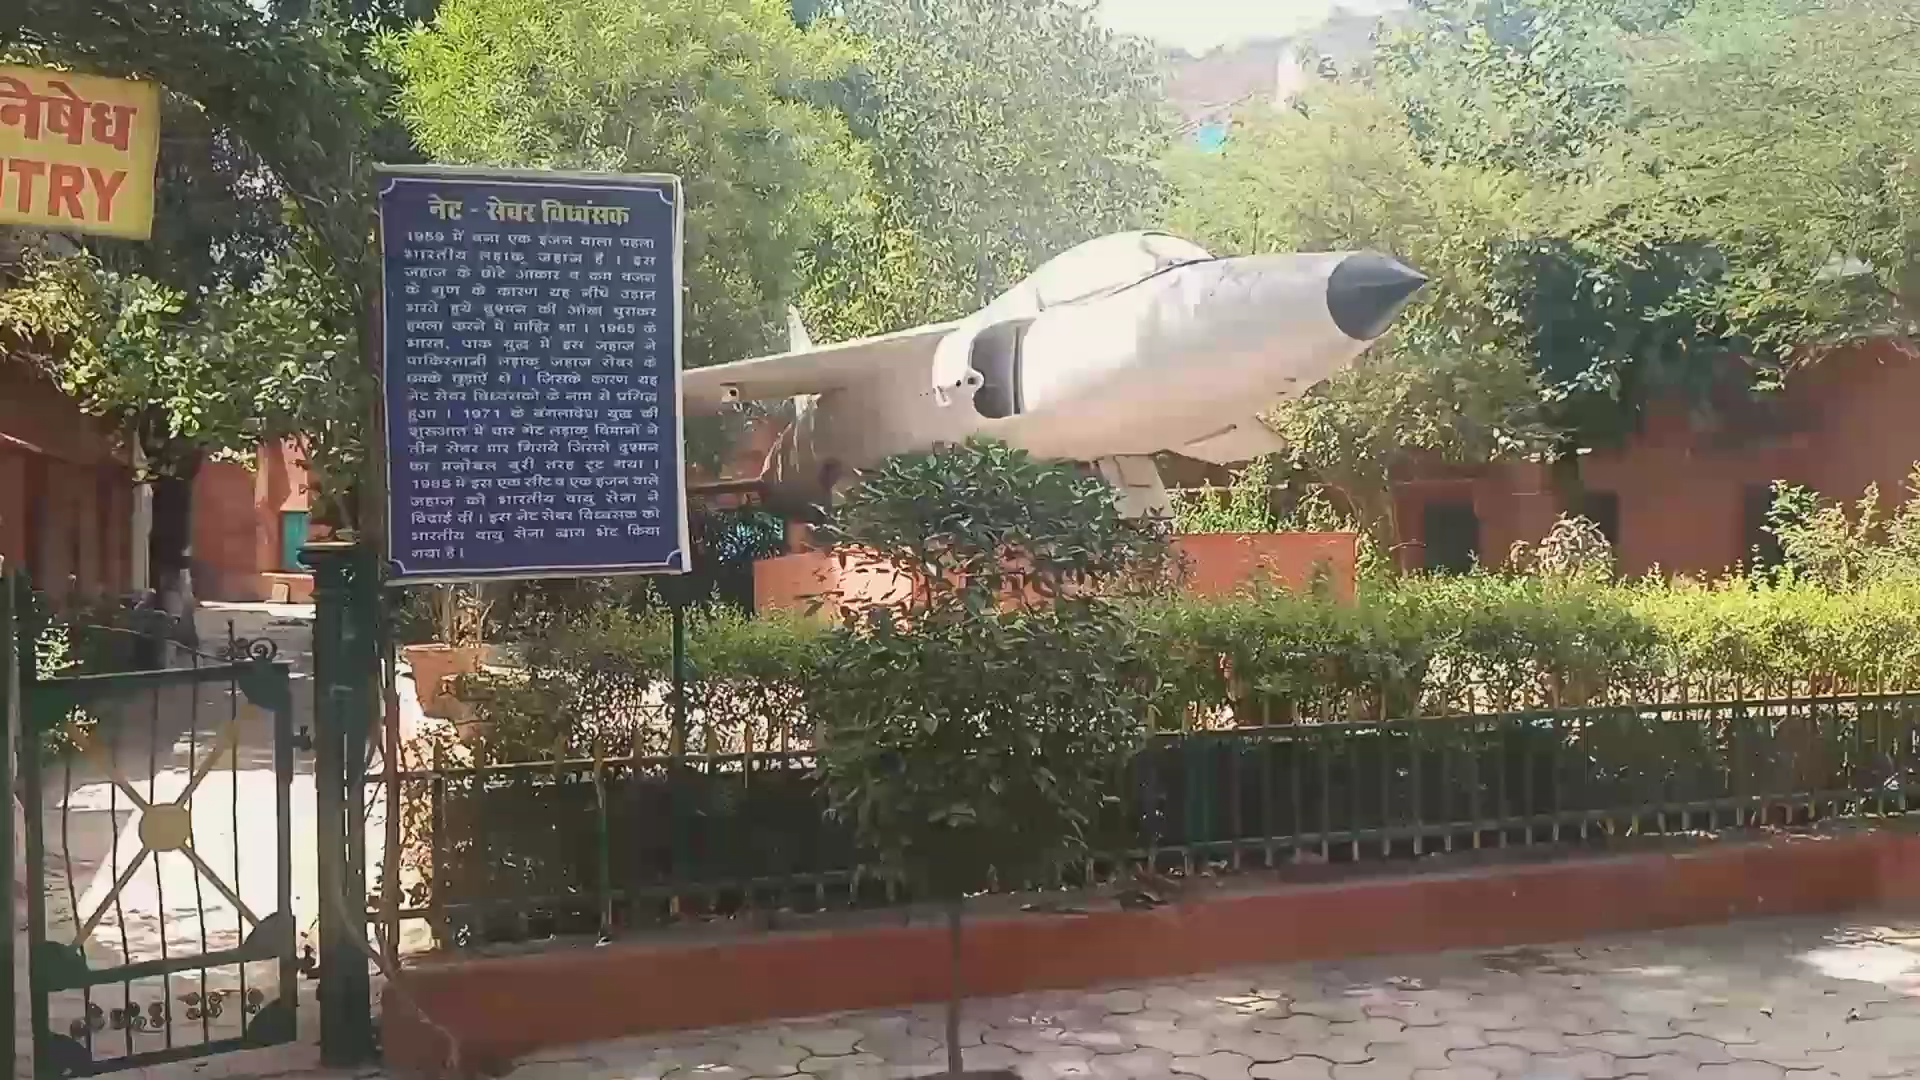 निषेध
NTRY
नेट - सेबर विध्वंसक
1959 में बना एक इंजन वाला पहला
भारतीय लड़ाकू जहाज है । इस
जहाज के छोटे आकार व कम वजन
के गुण के कारण यह नीचे उड़ान
भरते हुये दुश्मन की आँख चुराकर
हमला करने में माहिर था । 1965 के
भारत, पाक युद्ध में इस जहाज ने
पाकिस्तानी लड़ाकू जहाज सेबर के
छक्के छुड़ाएं थे । जिसके कारण यह
नेट सेबर विध्वंसकों के नाम से प्रसिद्ध
हुआ । 1971 के बंगलादेश युद्ध की
शुरूआत में चार नेट लड़ाकू विमानों ने
तीन सेबर मार गिराये जिससे दुश्मन
का मनोबल बुरी तरह टूट गया ।
1985 में इस एक सीट व एक इंजन वाले
जहाज को भारतीय वायु सेना ने
विदाई दी । इस नेट सेबर विध्वंसक को
भारतीय वायु सेना द्वारा भेंट किया
गया है ।